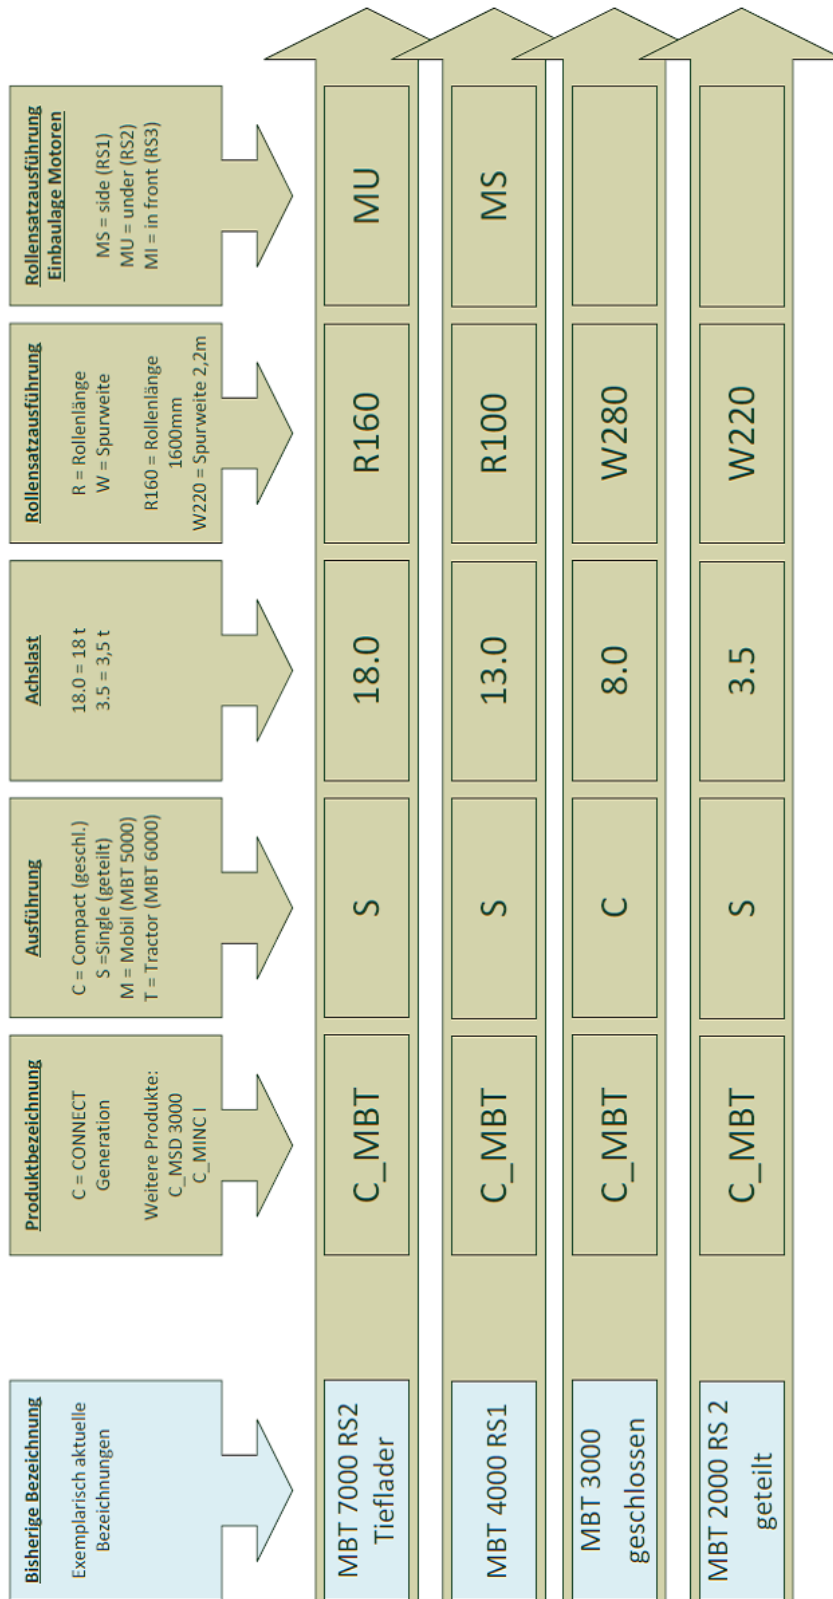 Bisherige Bezeichnung
Exemplarisch aktuelle
Bezeichnungen
Produktbezeichnung
C = CONNECT
Generation
Weitere Produkte:
C_MSD 3000
C_MINC I
Ausführung
C = Compact (geschl.)
S =Single (geteilt)
M = Mobil (MBT 5000)
T = Tractor (MBT 6000)
Achslast
18.0 = 18 t
3.5 = 3,5 t
Rollensatzausführung
R = Rollenlänge
W = Spurweite
R160 = Rollenlänge
1600mm
W220 = Spurweite 2,2m
Rollensatzausführung
Einbaulage Motoren
MS = side (RS1)
MU = under (RS2)
MI = in front (RS3)
MBT 7000 RS2
Tieflader
C_MBT
S
18.0
R160
MU
MBT 4000 RS1
C_MBT
S
13.0
R100
MS
MBT 3000
geschlossen
C_MBT
C
8.0
W280
MBT 2000 RS 2
geteilt
C_MBT
S
3.5
W220